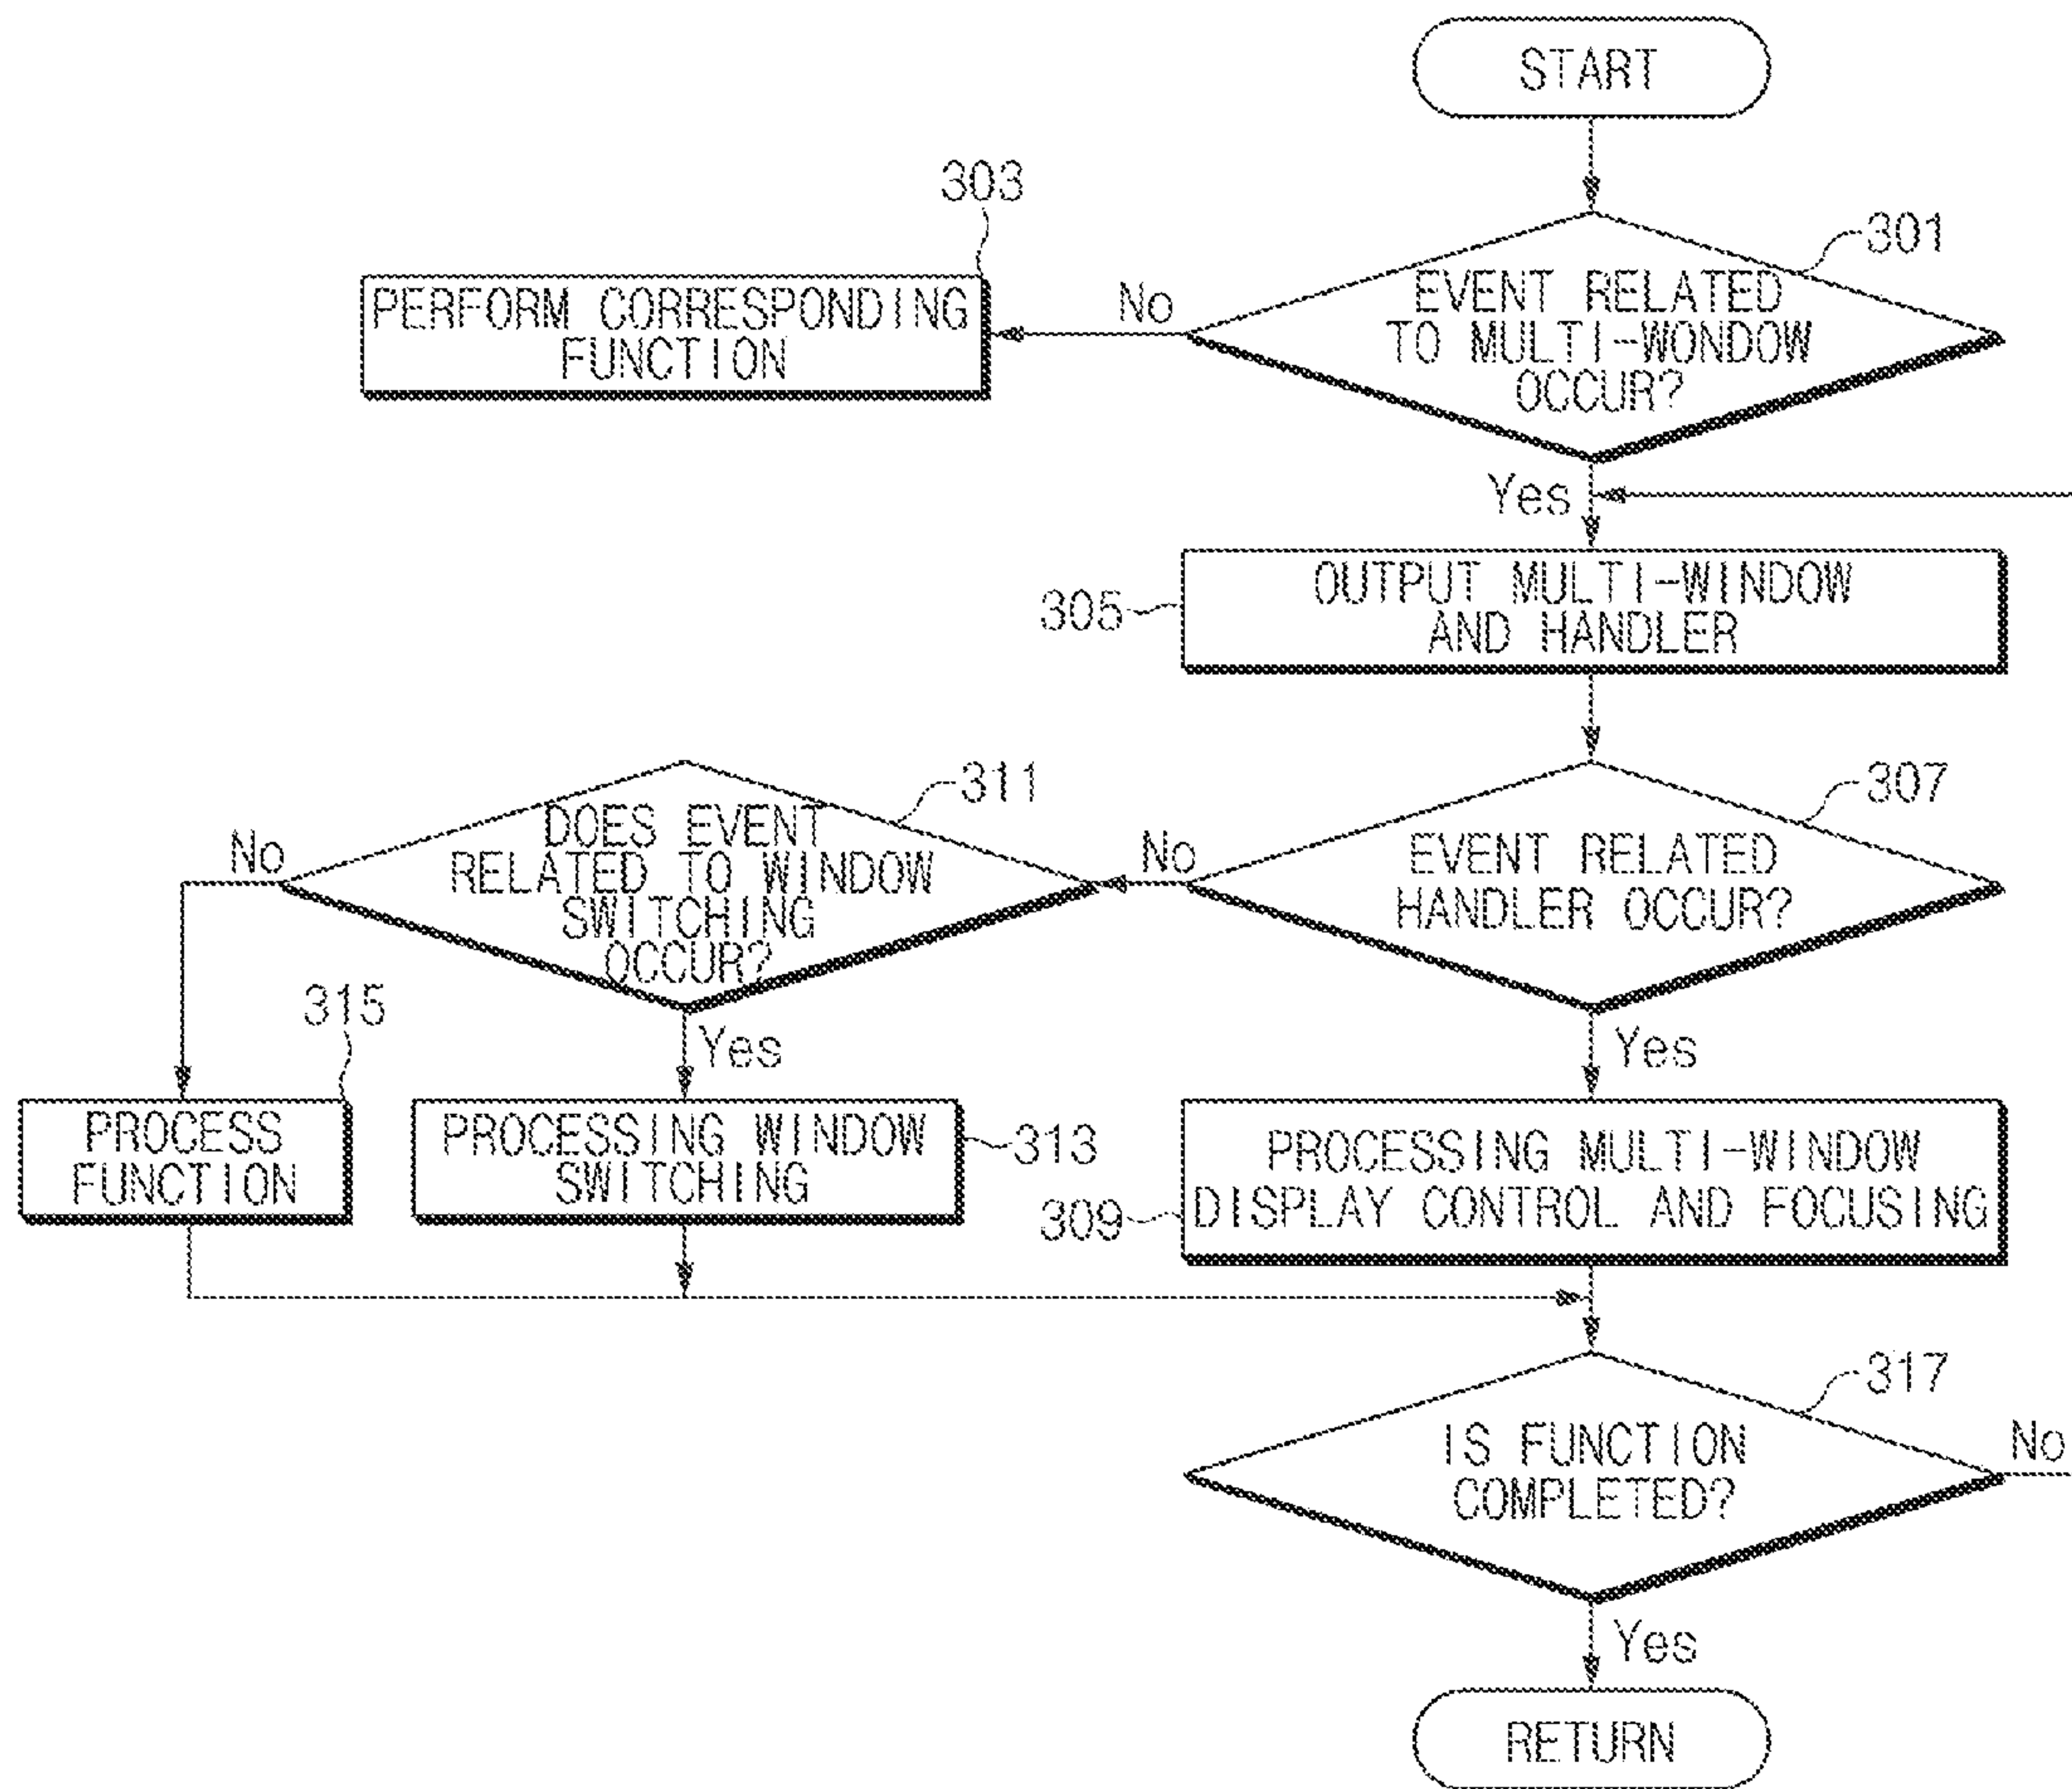 START
303
301
PERFORM CORRESPONDING
FUNCTION
No
EVENT RELATED
TO MULTI-WONDOW
OCCUR?
Yes
305
OUTPUT MULTI-WINDOW
AND HANDLER
311
307
No
DOES EVENT
RELATED TO WINDOW
SWITCHING
OCCUR?
No
EVENT RELATED
HANDLER OCCUR?
315
Yes
Yes
PROCESS
FUNCTION
PROCESSING WINDOW
SWITCHING
313
309
PROCESSING MULTI-WINDOW
DISPLAY CONTROL AND FOCUSING
317
IS FUNCTION
COMPLETED?
No
Yes
RETURN